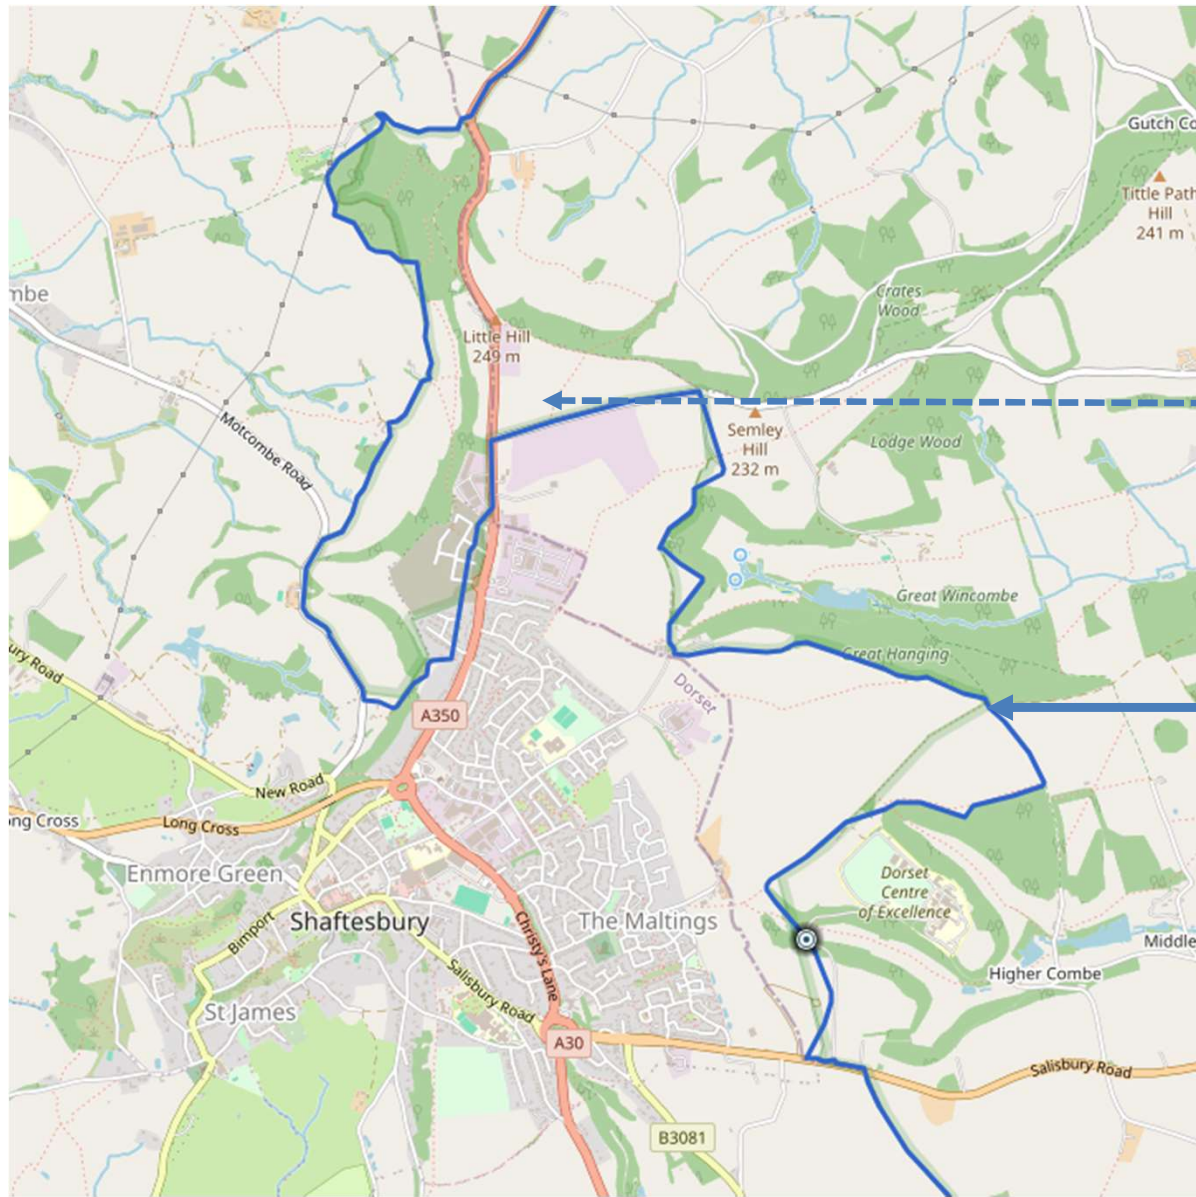 Gutch Co
Tittle Path
Hill
241 m
mbe
Crates
Wood
Little Hill
249 m
Semley
Hill
232 m
Lodge Wood
Motcombe Road
Great Wincombe
Great Hanging
ury Road
Dorset
A350
New Road
ong Cross
Long Cross
Enmore Green
Dorset
Centre
of Excellence
Shaftesbury
The Maltings
Bimport
Christy's Lane
Middle
Salisbury Road
Higher Combe
St James
A30
Salisbury Road
B3081